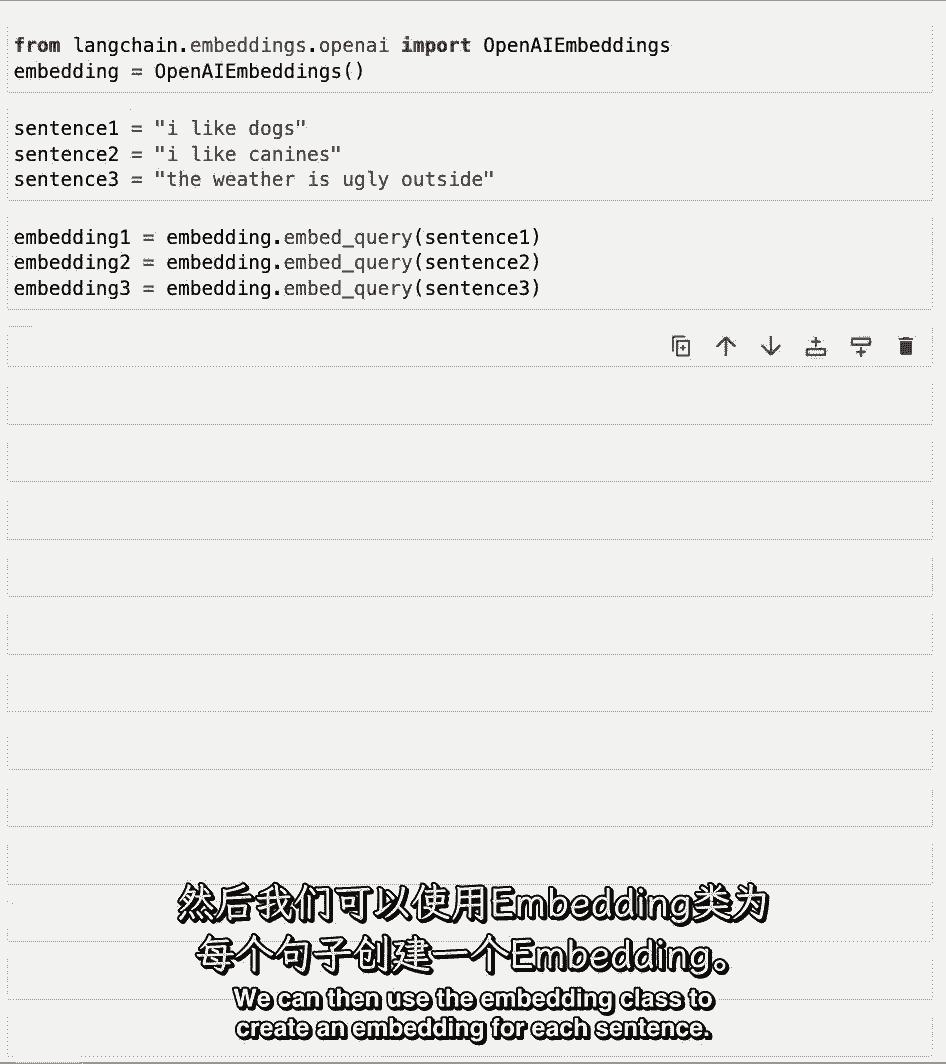 from langchain.embeddings.openai import OpenAIEmbeddings
embedding = OpenAIEmbeddings()
sentence1 = "i like dogs"
sentence2 = "i like canines"
sentence3 = "the weather is ugly outside"
embedding1 = embedding.embed_query(sentence1)
embedding2 = embedding.embed_query(sentence2)
embedding3 = embedding.embed_query(sentence3)
然后我们可以使用Embedding类为
每个句子创建一个Embedding。
We can then use the embedding class to
create an embedding for each sentence.